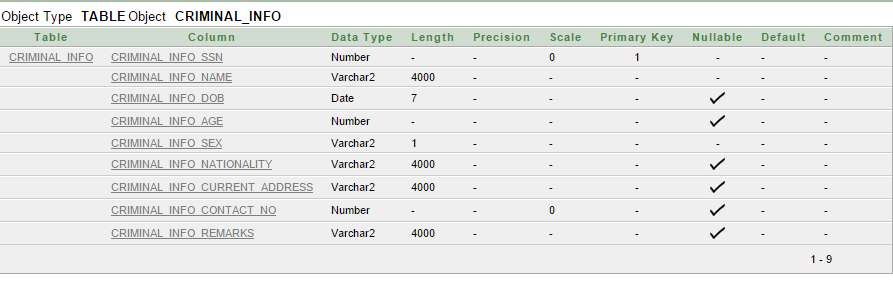 Object Type TABLE Object CRIMINAL_INFO
Table Column Data Type Length Precision Scale Primary Key Nullable Default Comment
CRIMINAL_INFO CRIMINAL_INFO_SSN Number - - 0 1 - - -
CRIMINAL_INFO_NAME Varchar2 4000 - - - - - -
CRIMINAL_INFO_DOB Date 7 - - - ✓ - -
CRIMINAL_INFO_AGE Number - - - - ✓ - -
CRIMINAL_INFO_SEX Varchar2 1 - - - - - -
CRIMINAL_INFO_NATIONALITY Varchar2 4000 - - - ✓ - -
CRIMINAL_INFO_CURRENT_ADDRESS Varchar2 4000 - - - ✓ - -
CRIMINAL_INFO_CONTACT_NO Number - - 0 - ✓ - -
CRIMINAL_INFO_REMARKS Varchar2 4000 - - - ✓ - -
1 - 9